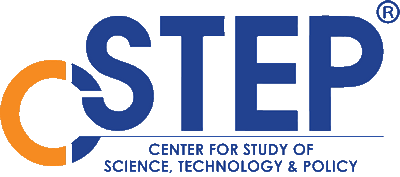 CSTEP®
CENTER FOR STUDY OF
SCIENCE, TECHNOLOGY & POLICY